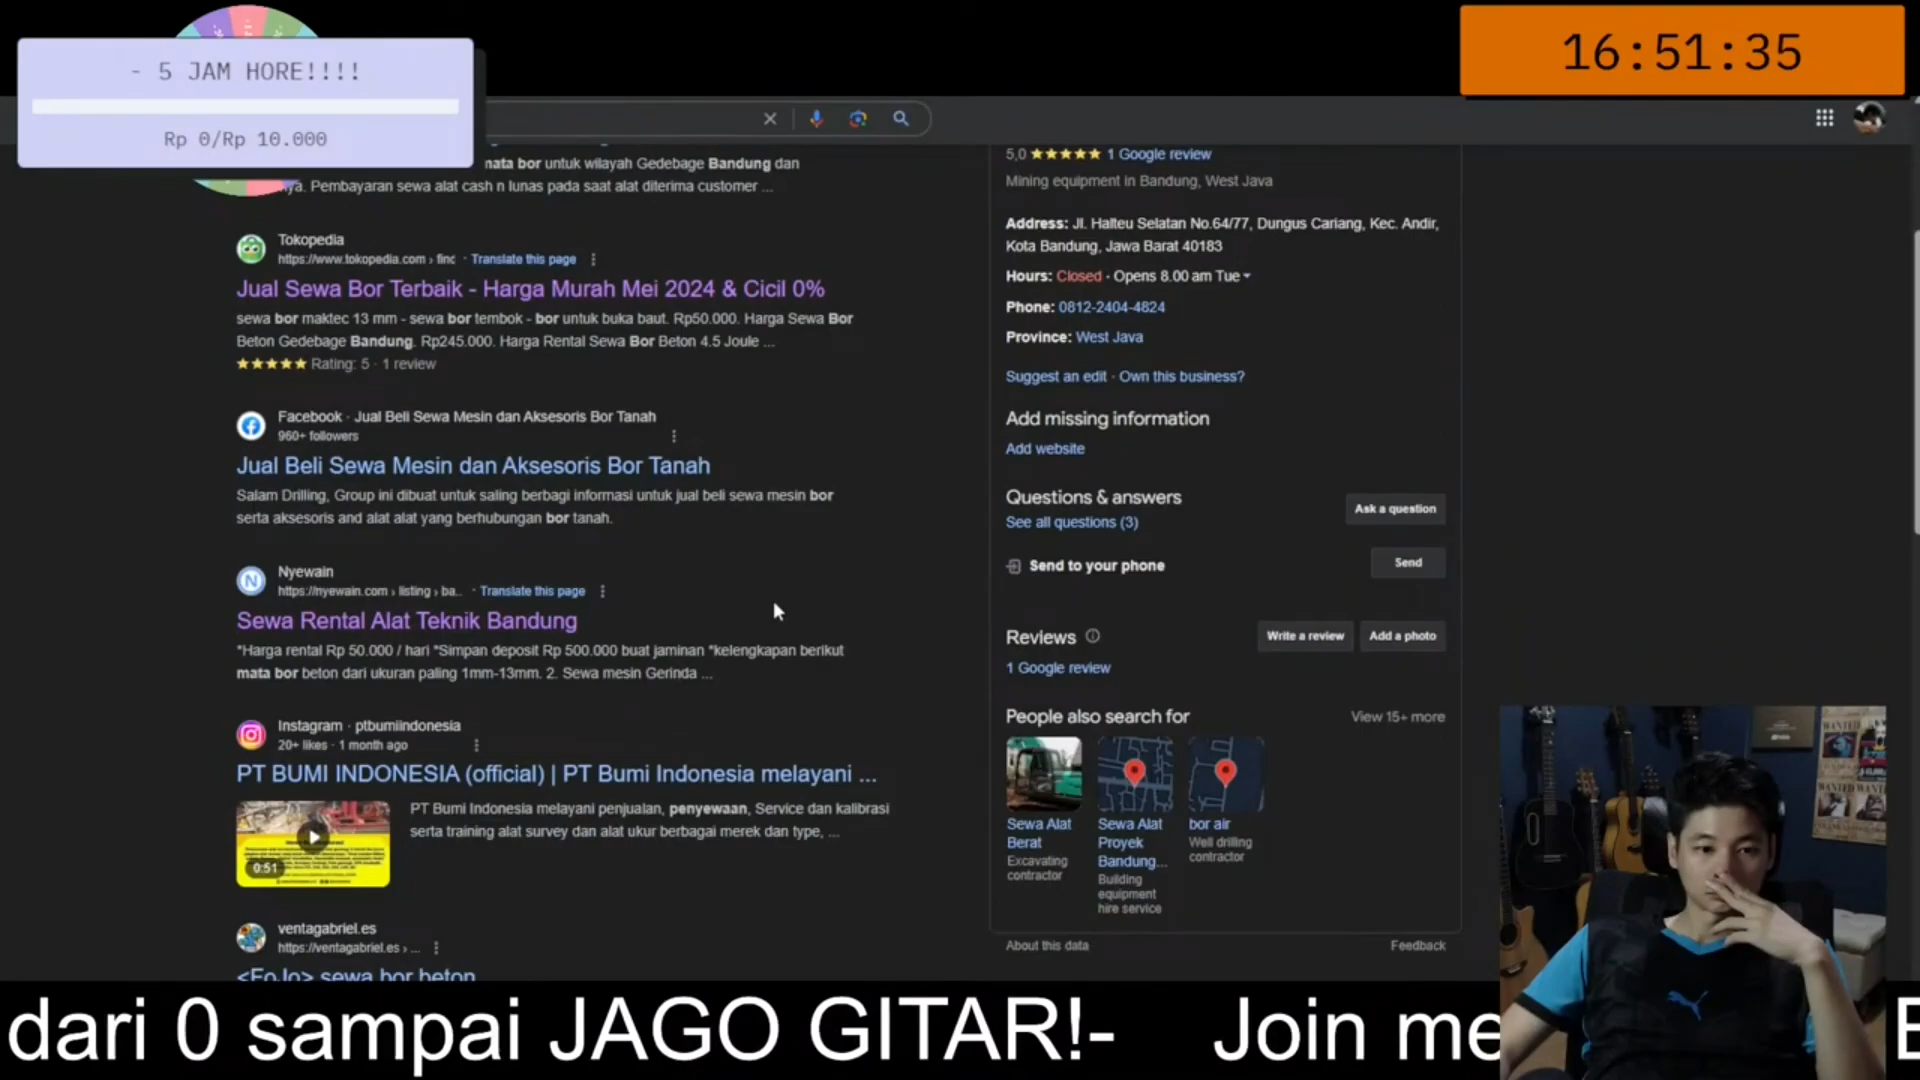 - 5 JAM HORE!!!!
Rp 0/Rp 10.000
16:51:35
mata bor untuk wilayah Gedebage Bandung dan
Pembayaran sewa alat cash n lunas pada saat alat diterima customer ...
Tokopedia
https://www.tokopedia.com › finc · Translate this page
Jual Sewa Bor Terbaik - Harga Murah Mei 2024 & Cicil 0%
sewa bor maktec 13 mm - sewa bor tembok - bor untuk buka baut. Rp50.000. Harga Sewa Bor
Beton Gedebage Bandung. Rp245.000. Harga Rental Sewa Bor Beton 4.5 Joule ...
Rating: 5 · 1 review
Facebook · Jual Beli Sewa Mesin dan Aksesoris Bor Tanah
960+ followers
Jual Beli Sewa Mesin dan Aksesoris Bor Tanah
Salam Drilling, Group ini dibuat untuk saling berbagi informasi untuk jual beli sewa mesin bor
serta aksesoris and alat alat yang berhubungan bor tanah.
N
Nyewain
https://nyewain.com › listing › ba.. · Translate this page
Sewa Rental Alat Teknik Bandung
*Harga rental Rp 50.000 / hari *Simpan deposit Rp 500.000 buat jaminan *kelengkapan berikut
mata bor beton dari ukuran paling 1mm-13mm. 2. Sewa mesin Gerinda ...
Instagram · ptbumiindonesia
20+ likes · 1 month ago
PT BUMI INDONESIA (official) | PT Bumi Indonesia melayani ...
PT Bumi Indonesia melayani penjualan, penyewaan, Service dan kalibrasi
serta training alat survey dan alat ukur berbagai merek dan type, ...
0:51
ventagabriel.es
https://ventagabriel.es › ...
<FoJo> sewa bor beton
5,0 ★★★★★ 1 Google review
Mining equipment in Bandung, West Java
Address: Jl. Halteu Selatan No.64/77, Dungus Cariang, Kec. Andir,
Kota Bandung, Jawa Barat 40183
Hours: Closed · Opens 8.00 am Tue
Phone: 0812-2404-4824
Province: West Java
Suggest an edit · Own this business?
Add missing information
Add website
Questions & answers
See all questions (3)
Ask a question
Send to your phone
Send
Reviews
Write a review
Add a photo
1 Google review
People also search for
View 15+ more
Sewa Alat
Berat
Excavating
contractor
Sewa Alat
Proyek
Bandung...
Building
equipment
hire service
bor air
Well drilling
contractor
About this data
Feedback
WANTED
WANTED WANTED
dari 0 sampai JAGO GITAR!- Join me